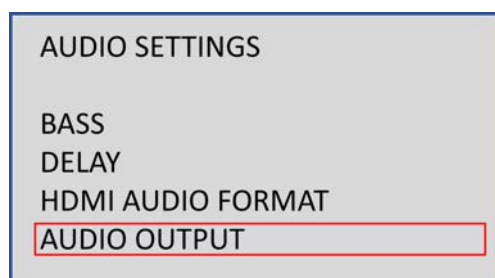 AUDIO SETTINGS
BASS
DELAY
HDMI AUDIO FORMAT
AUDIO OUTPUT